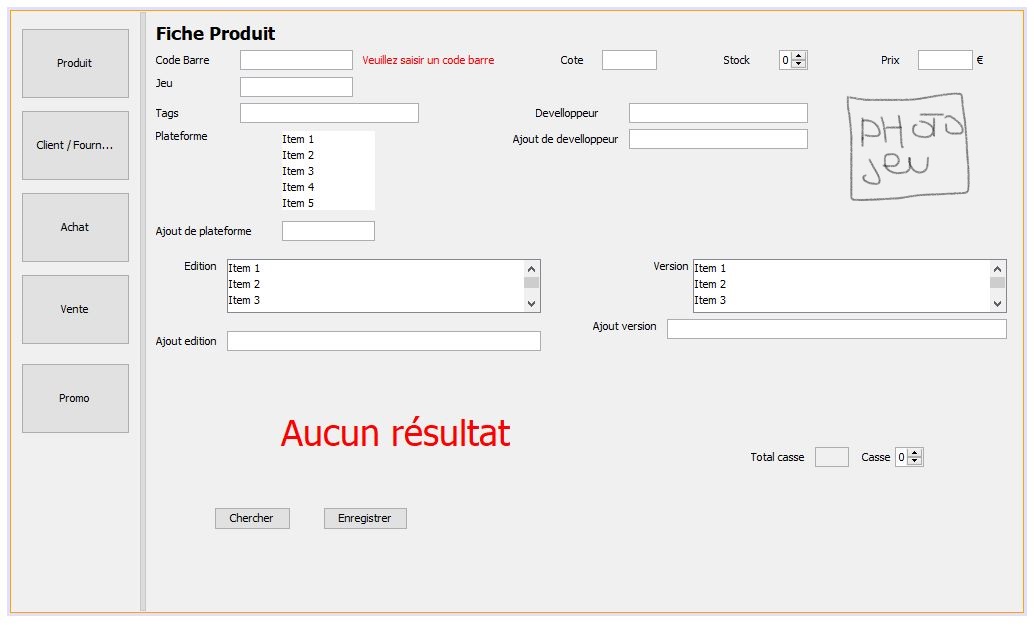 Produit
Client / Fourn...
Achat
Vente
Promo
Fiche Produit
Code Barre Veuillez saisir un code barre Cote Stock 0 Prix €
Jeu
Tags Develloppeur
Plateforme Ajout de develloppeur
Item 1
Item 2
Item 3
Item 4
Item 5
PHOTO
jeu
Ajout de plateforme
Edition
Item 1
Item 2
Item 3
Version
Item 1
Item 2
Item 3
Ajout edition
Ajout version
Aucun résultat
Total casse Casse 0
Chercher Enregistrer